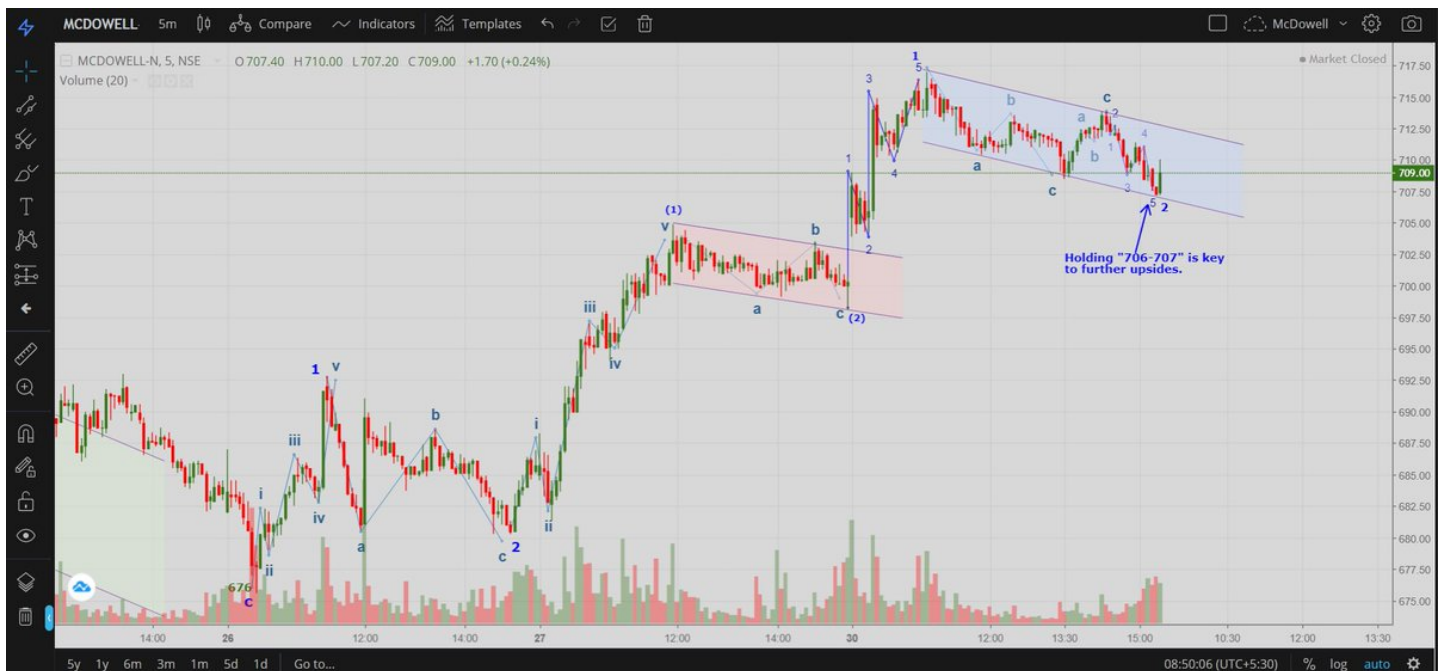 MCDOWELL 5m Compare Indicators Templates McDowell
MCDOWELL-N, 5, NSE O 707.40 H 710.00 L 707.20 C 709.00 +1.70 (+0.24%)
Market Closed
Volume (20)
717.50
715.00
712.50
710.00
709.00
707.50
705.00
702.50
700.00
697.50
695.00
692.50
690.00
687.50
685.00
682.50
680.00
677.50
675.00
676
c
i
ii
iii
iv
1
v
a
b
c
2
i
ii
iii
iv
v
(1)
a
b
c
(2)
1
2
3
4
1
5
a
b
c
a
b
c
2
1
3
4
5
2
Holding "706-707" is key
to further upsides.
14:00 26 12:00 14:00 27 12:00 14:00 30 12:00 13:30 15:00 10:30 12:00 13:30
5y 1y 6m 3m 1m 5d 1d Go to... 08:50:06 (UTC+5:30) % log auto